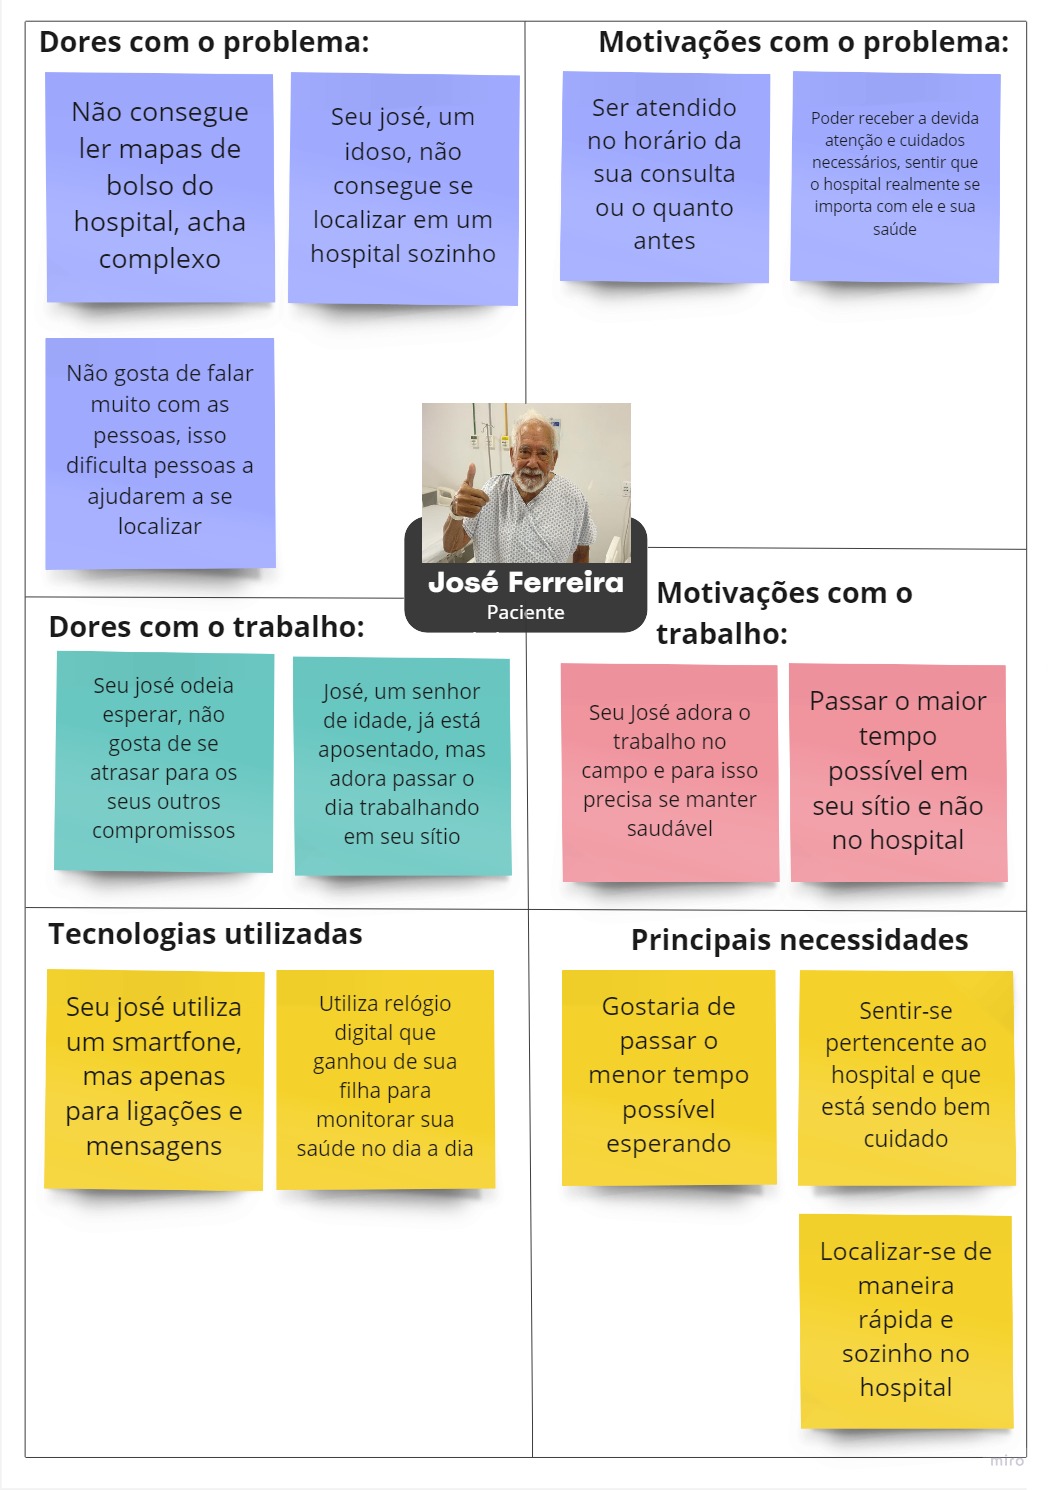 Dores com o problema:
Não consegue
ler mapas de
bolso do
hospital, acha
complexo
Seu josé, um
idoso, não
consegue se
localizar em um
hospital sozinho
Não gosta de falar
muito com as
pessoas, isso
dificulta pessoas a
ajudarem a se
localizar
Motivações com o problema:
Ser atendido
no horário da
sua consulta
ou o quanto
antes
Poder receber a devida
atenção e cuidados
necessários, sentir que
o hospital realmente se
importa com ele e sua
saúde
José Ferreira
Paciente
Dores com o trabalho:
Seu josé odeia
esperar, não
gosta de se
atrasar para os
seus outros
compromissos
José, um senhor
de idade, já está
aposentado, mas
adora passar o
dia trabalhando
em seu sítio
Motivações com o
trabalho:
Seu José adora o
trabalho no
campo e para isso
precisa se manter
saudável
Passar o maior
tempo
possível em
seu sítio e não
no hospital
Tecnologias utilizadas
Seu josé utiliza
um smartfone,
mas apenas
para ligações e
mensagens
Utiliza relógio
digital que
ganhou de sua
filha para
monitorar sua
saúde no dia a dia
Principais necessidades
Gostaria de
passar o
menor tempo
possível
esperando
Sentir-se
pertencente ao
hospital e que
está sendo bem
cuidado
Localizar-se de
maneira
rápida e
sozinho no
hospital
miro